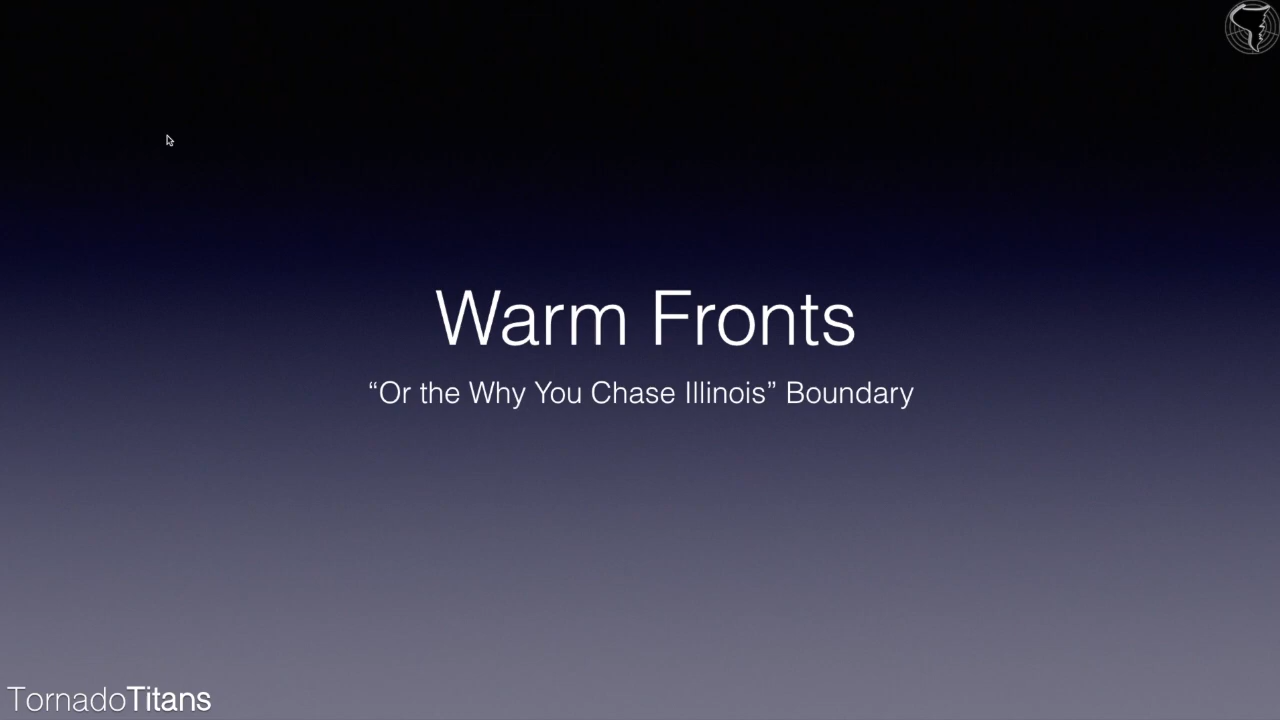 Warm Fronts
“Or the Why You Chase Illinois” Boundary
TornadoTitans